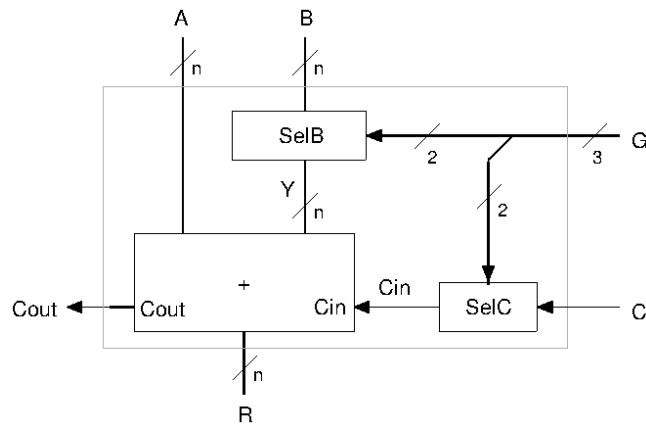 A B
n n
SelB
2 3 G
Y
n 2
+
Cin
Cout Cout Cin SelC C
n
R